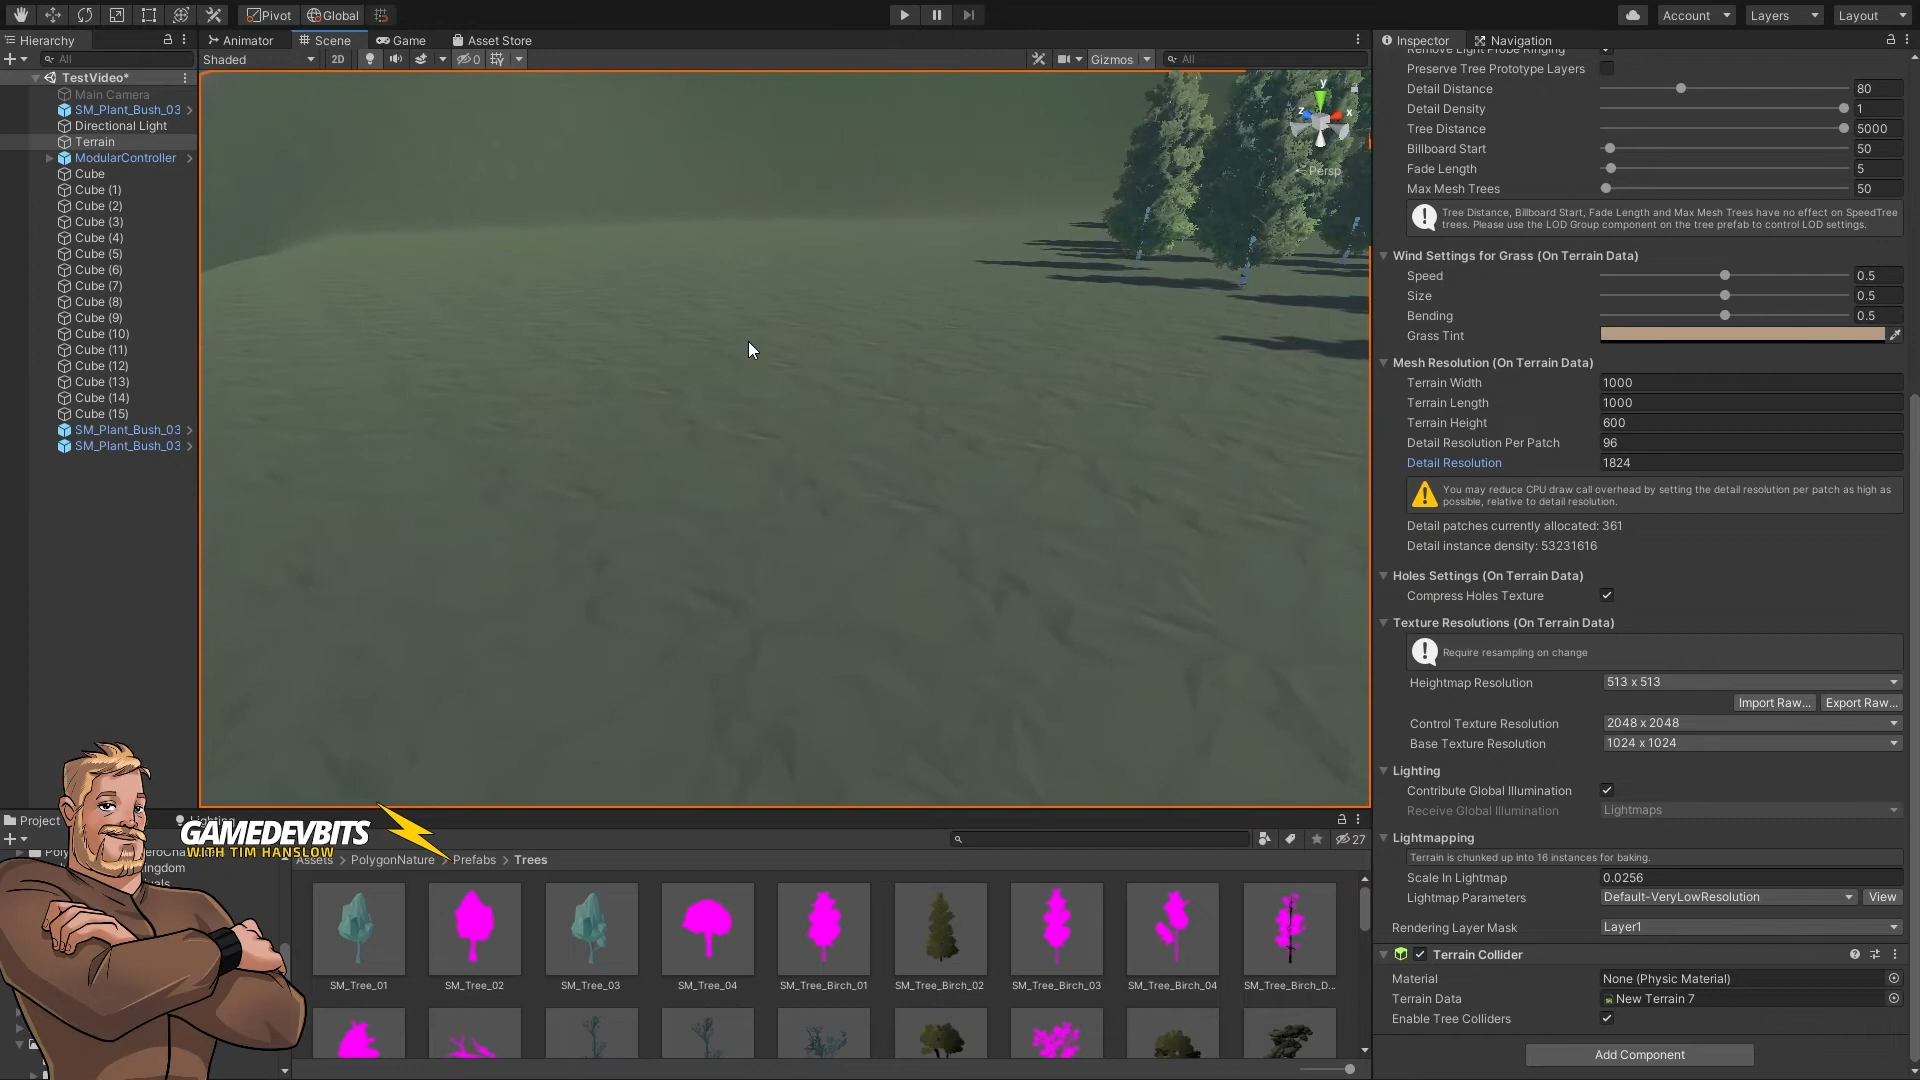 Pivot
Global
Account
Layers
Layout
Hierarchy
All
TestVideo*
Main Camera
SM_Plant_Bush_03
Directional Light
Terrain
ModularController
Cube
Cube (1)
Cube (2)
Cube (3)
Cube (4)
Cube (5)
Cube (6)
Cube (7)
Cube (8)
Cube (9)
Cube (10)
Cube (11)
Cube (12)
Cube (13)
Cube (14)
Cube (15)
SM_Plant_Bush_03
SM_Plant_Bush_03
Animator
Scene
Game
Asset Store
Shaded
2D
0
Gizmos
All
y
z
x
Persp
Inspector
Navigation
Remove Light Probe Ringing
Preserve Tree Prototype Layers
Detail Distance 80
Detail Density 1
Tree Distance 5000
Billboard Start 50
Fade Length 5
Max Mesh Trees 50
Tree Distance, Billboard Start, Fade Length and Max Mesh Trees have no effect on SpeedTree
trees. Please use the LOD Group component on the tree prefab to control LOD settings.
Wind Settings for Grass (On Terrain Data)
Speed 0.5
Size 0.5
Bending 0.5
Grass Tint
Mesh Resolution (On Terrain Data)
Terrain Width 1000
Terrain Length 1000
Terrain Height 600
Detail Resolution Per Patch 96
Detail Resolution 1824
You may reduce CPU draw call overhead by setting the detail resolution per patch as high as
possible, relative to detail resolution.
Detail patches currently allocated: 361
Detail instance density: 53231616
Holes Settings (On Terrain Data)
Compress Holes Texture
Texture Resolutions (On Terrain Data)
Require resampling on change
Heightmap Resolution 513 x 513
Import Raw... Export Raw...
Control Texture Resolution 2048 x 2048
Base Texture Resolution 1024 x 1024
Lighting
Contribute Global Illumination
Receive Global Illumination Lightmaps
Lightmapping
Terrain is chunked up into 16 instances for baking.
Scale In Lightmap 0.0256
Lightmap Parameters Default-VeryLowResolution View
Rendering Layer Mask Layer1
Terrain Collider
Material None (Physic Material)
Terrain Data New Terrain 7
Enable Tree Colliders
Add Component
Project
27
GAMEDEVBITS
WITH TIM HANSLOW
Assets > PolygonNature > Prefabs > Trees
SM_Tree_01
SM_Tree_02
SM_Tree_03
SM_Tree_04
SM_Tree_Birch_01
SM_Tree_Birch_02
SM_Tree_Birch_03
SM_Tree_Birch_04
SM_Tree_Birch_D...